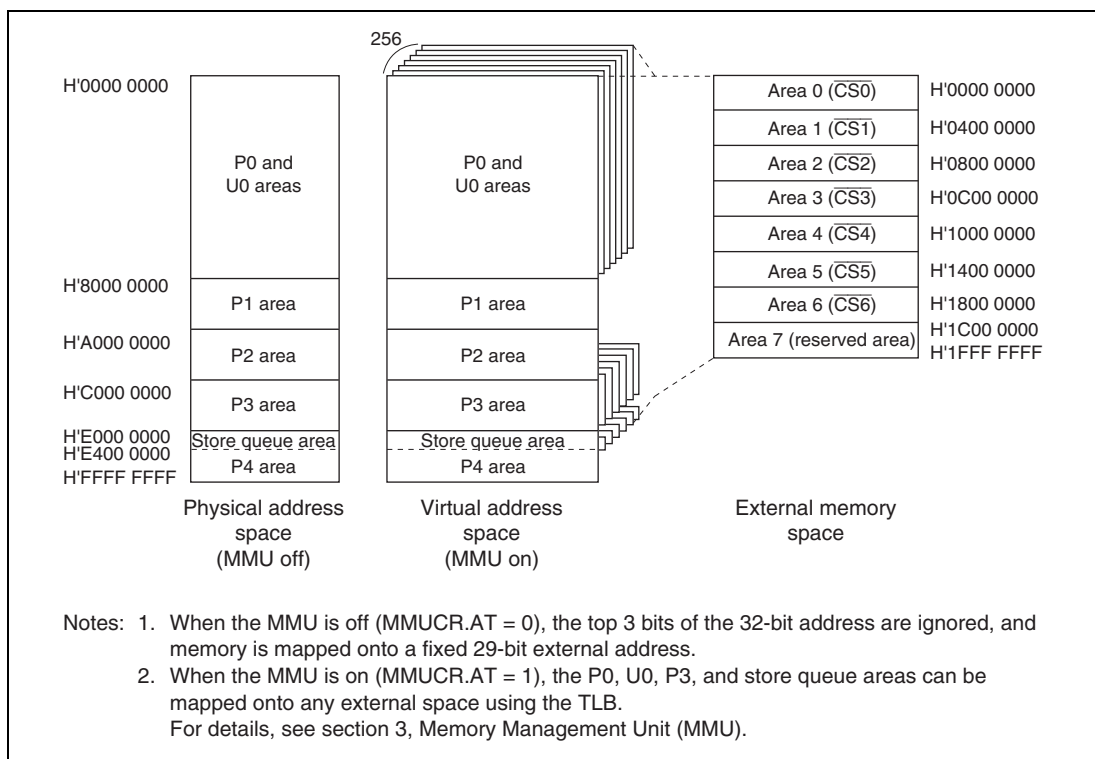 256
H'0000 0000
P0 and
U0 areas
H'8000 0000
P1 area
H'A000 0000
P2 area
H'C000 0000
P3 area
H'E000 0000
Store queue area
H'E400 0000
P4 area
H'FFFF FFFF
Physical address
space
(MMU off)
P0 and
U0 areas
P1 area
P2 area
P3 area
Store queue area
P4 area
Virtual address
space
(MMU on)
Area 0 (C̅S̅0̅) H'0000 0000
Area 1 (C̅S̅1̅) H'0400 0000
Area 2 (C̅S̅2̅) H'0800 0000
Area 3 (C̅S̅3̅) H'0C00 0000
Area 4 (C̅S̅4̅) H'1000 0000
Area 5 (C̅S̅5̅) H'1400 0000
Area 6 (C̅S̅6̅) H'1800 0000
Area 7 (reserved area) H'1C00 0000
H'1FFF FFFF
External memory
space
Notes: 1. When the MMU is off (MMUCR.AT = 0), the top 3 bits of the 32-bit address are ignored, and
memory is mapped onto a fixed 29-bit external address.
2. When the MMU is on (MMUCR.AT = 1), the P0, U0, P3, and store queue areas can be
mapped onto any external space using the TLB.
For details, see section 3, Memory Management Unit (MMU).